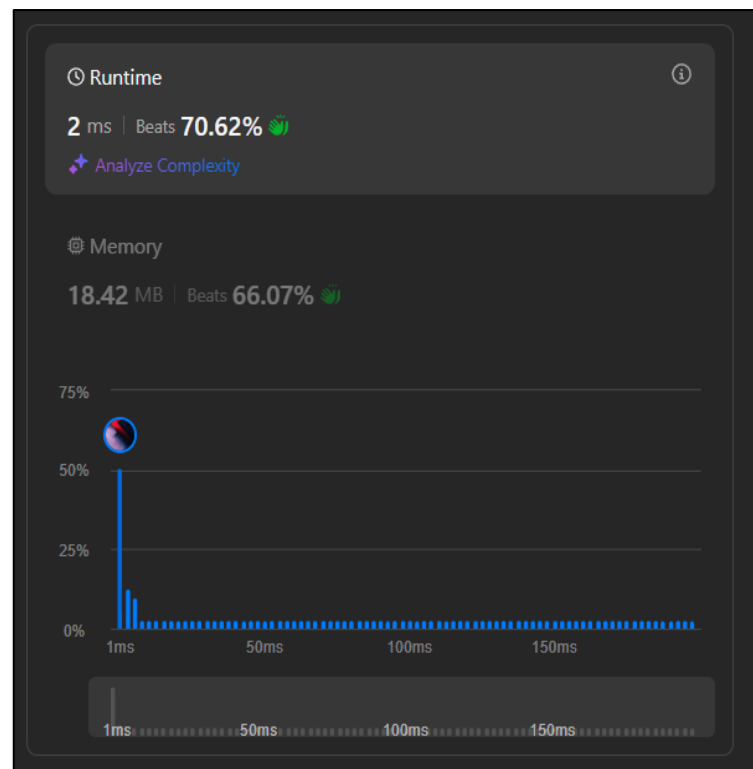 Runtime
2 ms | Beats 70.62%
Analyze Complexity
Memory
18.42 MB | Beats 66.07%
75%
50%
25%
0%
1ms 50ms 100ms 150ms
1ms 50ms 100ms 150ms